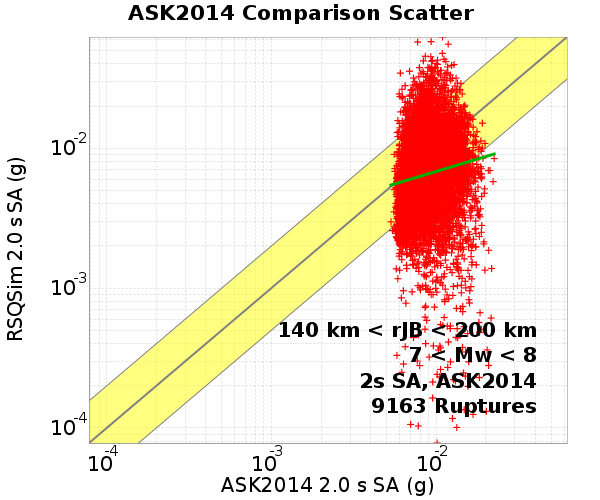 ASK2014 Comparison Scatter
RSQSim 2.0 s SA (g)
10-2
10-3
10-4
140 km < rJB < 200 km
7 < Mw < 8
2s SA, ASK2014
9163 Ruptures
10-4 10-3 10-2
ASK2014 2.0 s SA (g)